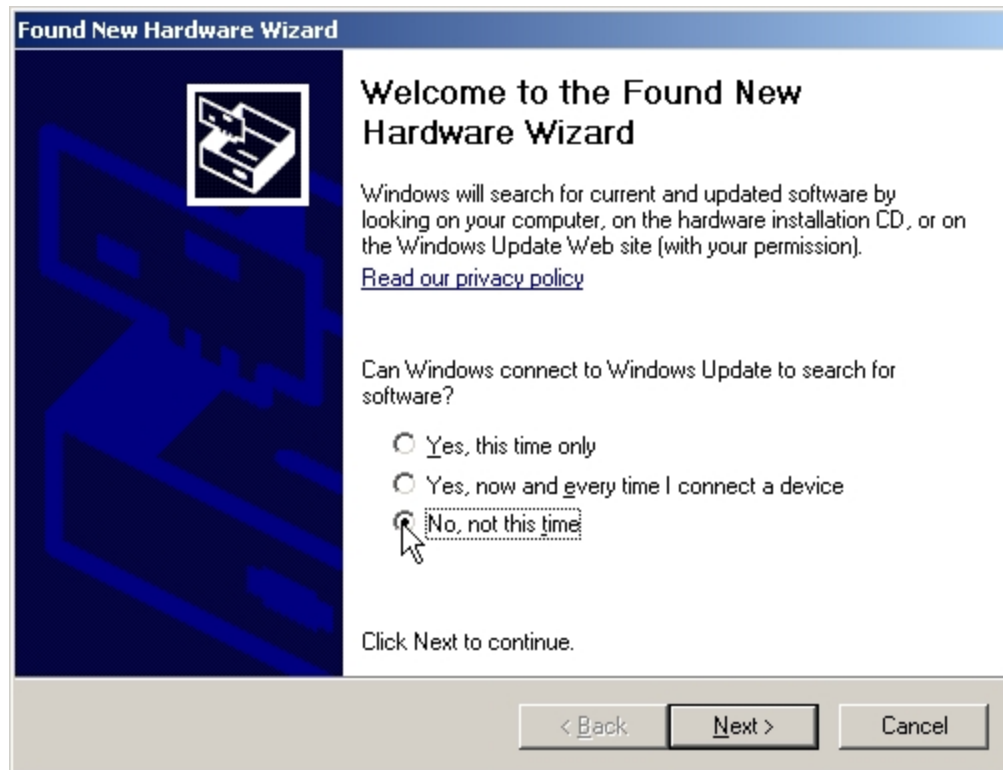 Found New Hardware Wizard
Welcome to the Found New
Hardware Wizard
Windows will search for current and updated software by
looking on your computer, on the hardware installation CD, or on
the Windows Update Web site (with your permission).
Read our privacy policy
Can Windows connect to Windows Update to search for
software?
Yes, this time only
Yes, now and every time I connect a device
No, not this time
Click Next to continue.
< Back Next > Cancel